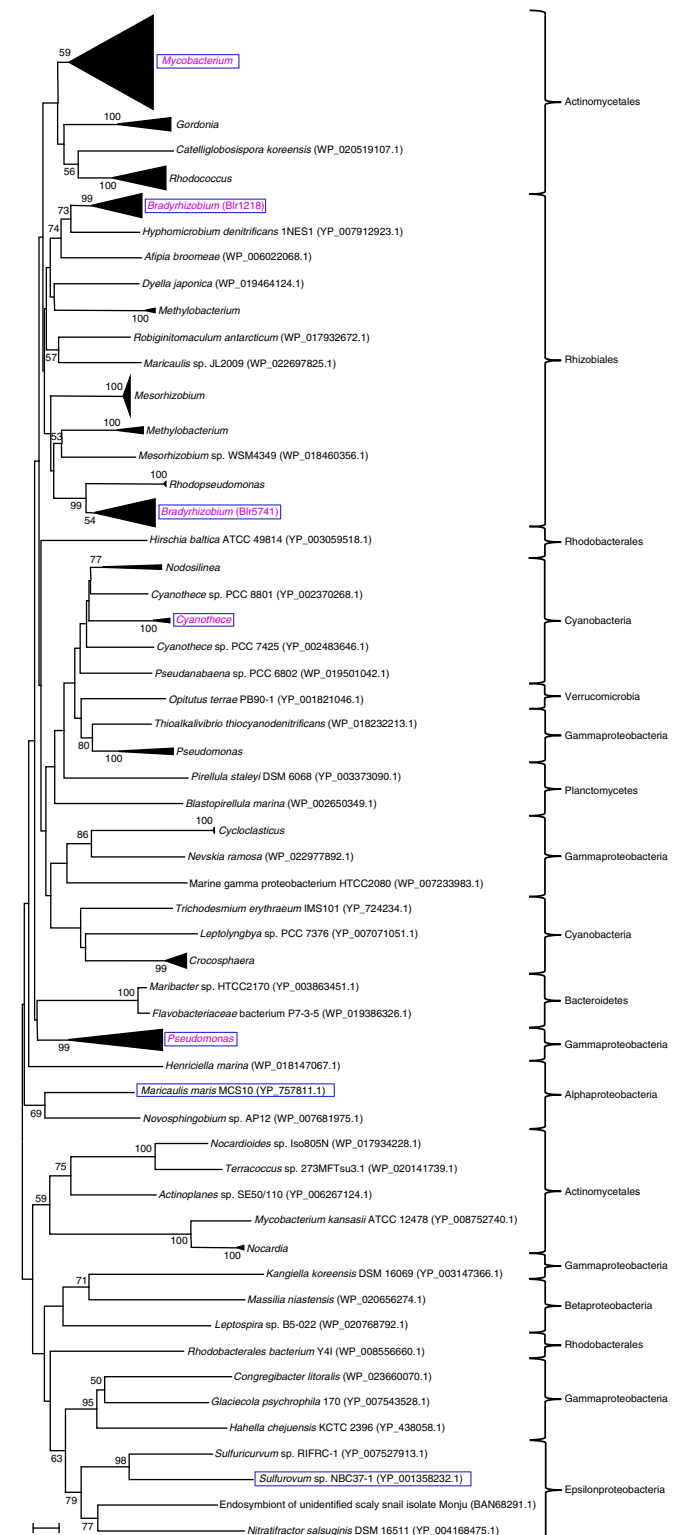 59
Mycobacterium
Actinomycetales
100
Gordonia
Catelliglobosispora koreensis (WP_020519107.1)
56
100
Rhodococcus
99
Bradyrhizobium (Blr1218)
73
74
Hyphomicrobium denitrificans 1NES1 (YP_007912923.1)
Afipia broomeae (WP_006022068.1)
Dyella japonica (WP_019464124.1)
100
Methylobacterium
Robiginitomaculum antarcticum (WP_017932672.1)
57
Maricaulis sp. JL2009 (WP_022697825.1)
Rhizobiales
100
Mesorhizobium
100
Methylobacterium
53
Mesorhizobium sp. WSM4349 (WP_018460356.1)
100
Rhodopseudomonas
99
54
Bradyrhizobium (Blr5741)
Hirschia baltica ATCC 49814 (YP_003059518.1)
Rhodobacterales
77
Nodosilinea
Cyanothece sp. PCC 8801 (YP_002370268.1)
100
Cyanothece
Cyanobacteria
Cyanothece sp. PCC 7425 (YP_002483646.1)
Pseudanabaena sp. PCC 6802 (WP_019501042.1)
Opitutus terrae PB90-1 (YP_001821046.1)
Verrucomicrobia
Thioalkalivibrio thiocyanodenitrificans (WP_018232213.1)
Gammaproteobacteria
80
100
Pseudomonas
Pirellula staleyi DSM 6068 (YP_003373090.1)
Planctomycetes
Blastopirellula marina (WP_002650349.1)
100
Cycloclasticus
86
Nevskia ramosa (WP_022977892.1)
Gammaproteobacteria
Marine gamma proteobacterium HTCC2080 (WP_007233983.1)
Trichodesmium erythraeum IMS101 (YP_724234.1)
Leptolyngbya sp. PCC 7376 (WP_007071051.1)
Cyanobacteria
99
Crocosphaera
Maribacter sp. HTCC2170 (YP_003863451.1)
100
Bacteroidetes
Flavobacteriaceae bacterium P7-3-5 (WP_019386326.1)
99
Pseudomonas
Gammaproteobacteria
Henriciella marina (WP_018147067.1)
Maricaulis maris MCS10 (YP_757811.1)
Alphaproteobacteria
69
Novosphingobium sp. AP12 (WP_007681975.1)
Nocardioides sp. Iso805N (WP_017934228.1)
100
Terracoccus sp. 273MFTsu3.1 (WP_020141739.1)
75
Actinoplanes sp. SE50/110 (YP_006267124.1)
Actinomycetales
59
Mycobacterium kansasii ATCC 12478 (YP_008752740.1)
100
100
Nocardia
Gammaproteobacteria
Kangiella koreensis DSM 16069 (YP_003147366.1)
71
Massilia niastensis (WP_020656274.1)
Betaproteobacteria
Leptospira sp. B5-022 (WP_020768792.1)
Rhodobacterales
Rhodobacterales bacterium Y4I (WP_008556660.1)
Congregibacter litoralis (WP_023660070.1)
50
95
Glaciecola psychrophila 170 (YP_007543528.1)
Gammaproteobacteria
Hahella chejuensis KCTC 2396 (YP_438058.1)
63
Sulfuricurvum sp. RIFRC-1 (YP_007527913.1)
98
Sulfurovum sp. NBC37-1 (YP_001358232.1)
Epsilonproteobacteria
79
Endosymbiont of unidentified scaly snail isolate Monju (BAN68291.1)
77
Nitratifractor salsuginis DSM 16511 (YP_004168475.1)